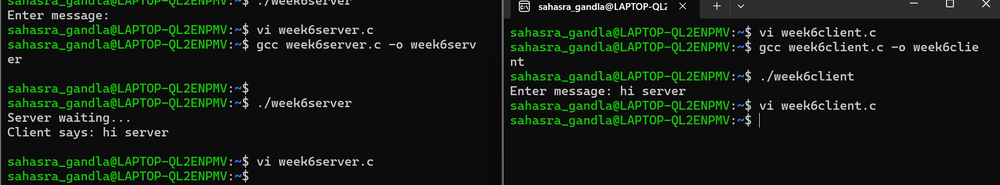 sahasra_gandla@LAPTOP-QL2ENPMV:~$ ./week6server
Enter message:
sahasra_gandla@LAPTOP-QL2ENPMV:~$ vi week6server.c
sahasra_gandla@LAPTOP-QL2ENPMV:~$ gcc week6server.c -o week6serv
er
sahasra_gandla@LAPTOP-QL2ENPMV:~$
sahasra_gandla@LAPTOP-QL2ENPMV:~$ ./week6server
Server waiting...
Client says: hi server
sahasra_gandla@LAPTOP-QL2ENPMV:~$ vi week6server.c
sahasra_gandla@LAPTOP-QL2ENPMV:~$
sahasra_gandla@LAPTOP-QL2
sahasra_gandla@LAPTOP-QL2ENPMV:~$ vi week6client.c
sahasra_gandla@LAPTOP-QL2ENPMV:~$ gcc week6client.c -o week6clie
nt
sahasra_gandla@LAPTOP-QL2ENPMV:~$ ./week6client
Enter message: hi server
sahasra_gandla@LAPTOP-QL2ENPMV:~$ vi week6client.c
sahasra_gandla@LAPTOP-QL2ENPMV:~$